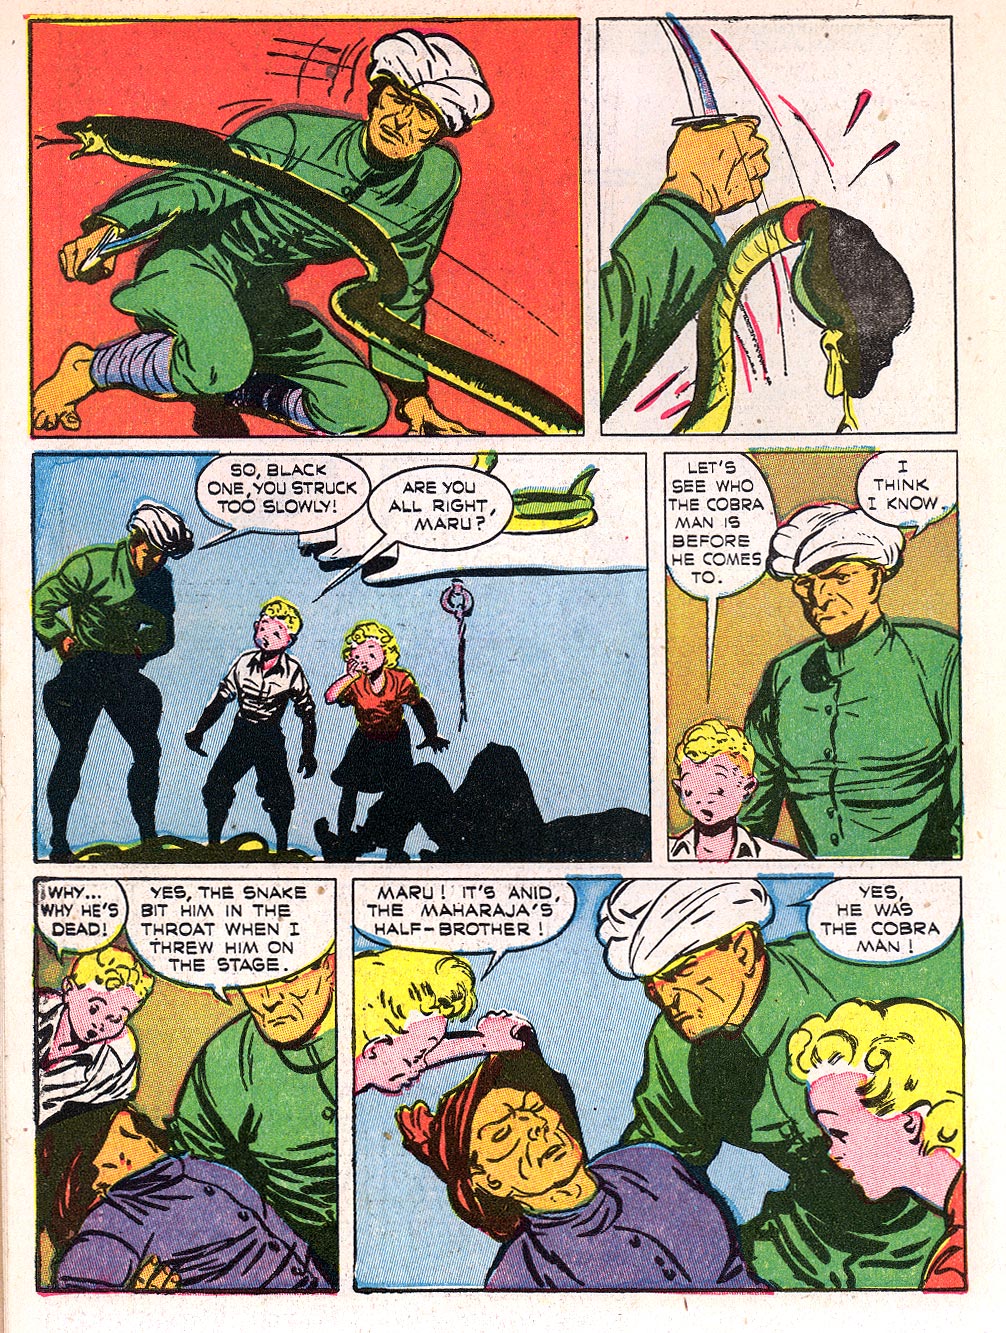 SO, BLACK
ONE, YOU STRUCK
TOO SLOWLY!
ARE YOU
ALL RIGHT,
MARU?
LET'S
SEE WHO
THE COBRA
MAN IS
BEFORE
HE COMES
TO.
I
THINK
I KNOW.
WHY...
WHY HE'S
DEAD!
YES, THE SNAKE
BIT HIM IN THE
THROAT WHEN I
THREW HIM ON
THE STAGE.
MARU! IT'S ANID,
THE MAHARAJA'S
HALF-BROTHER!
YES,
HE WAS
THE COBRA
MAN!